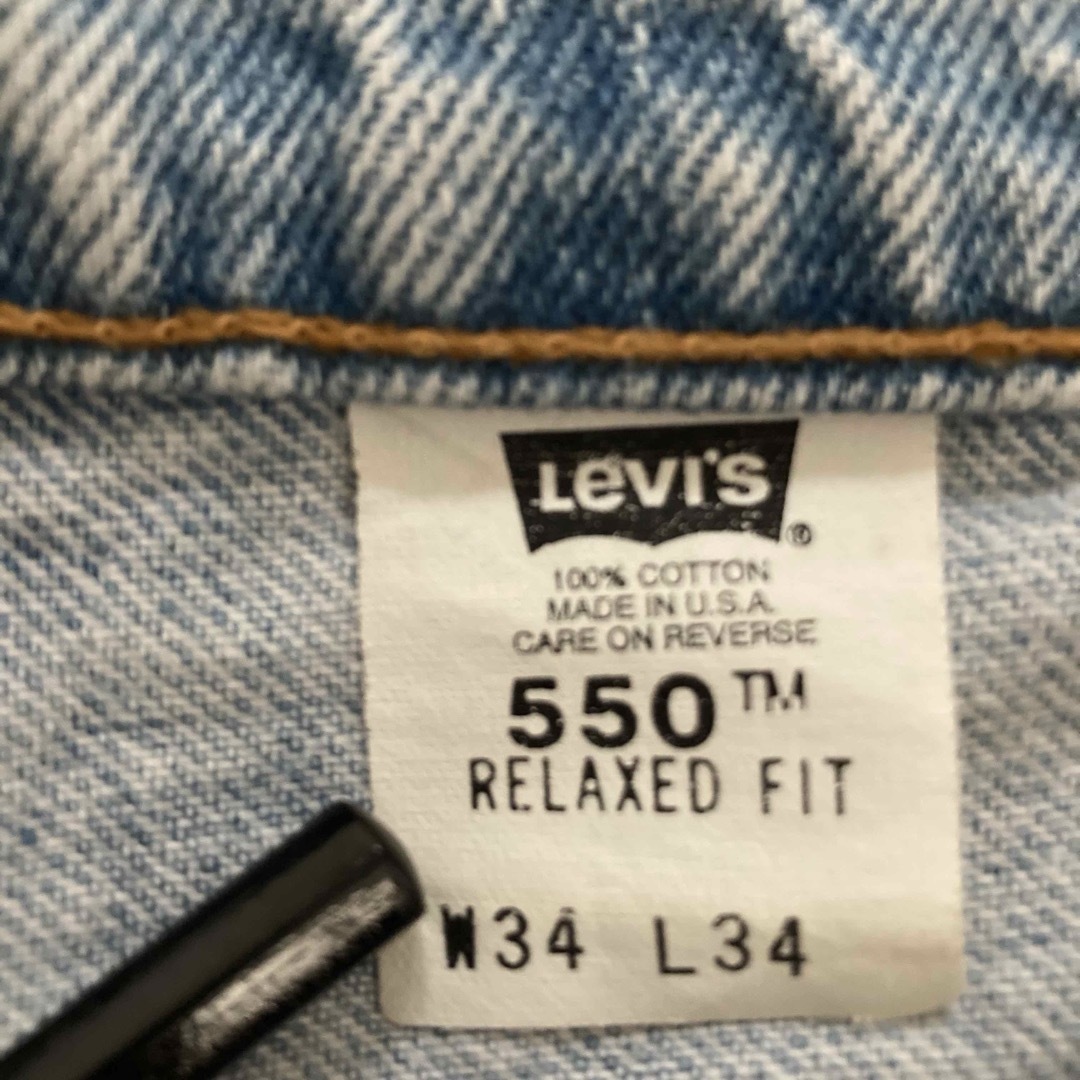 Levi's ®
100% COTTON
MADE IN U.S.A.
CARE ON REVERSE
550™
RELAXED FIT
W34 L34